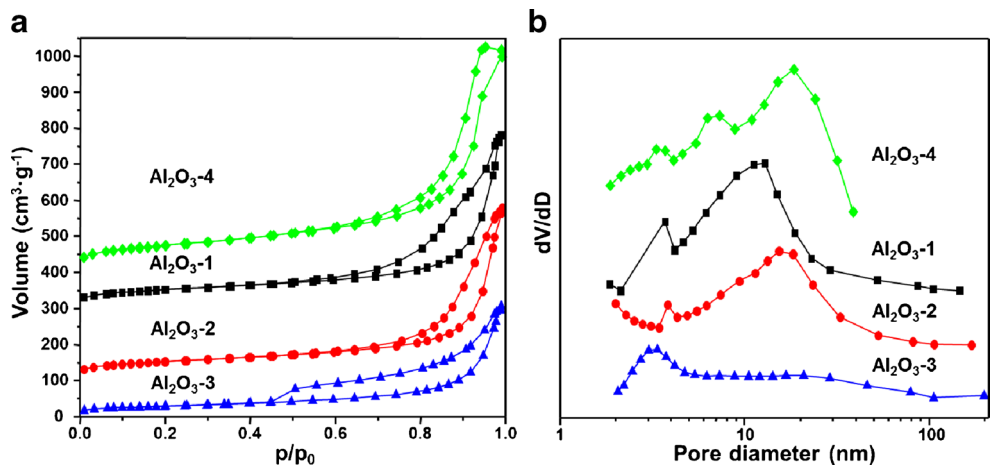 a
Volume (cm³·g⁻¹)
1000
900
800
700
600
500
400
300
200
100
0
Al₂O₃-4
Al₂O₃-1
Al₂O₃-2
Al₂O₃-3
0.0 0.2 0.4 0.6 0.8 1.0
p/p₀
b
dV/dD
Al₂O₃-4
Al₂O₃-1
Al₂O₃-2
Al₂O₃-3
1 10 100
Pore diameter (nm)